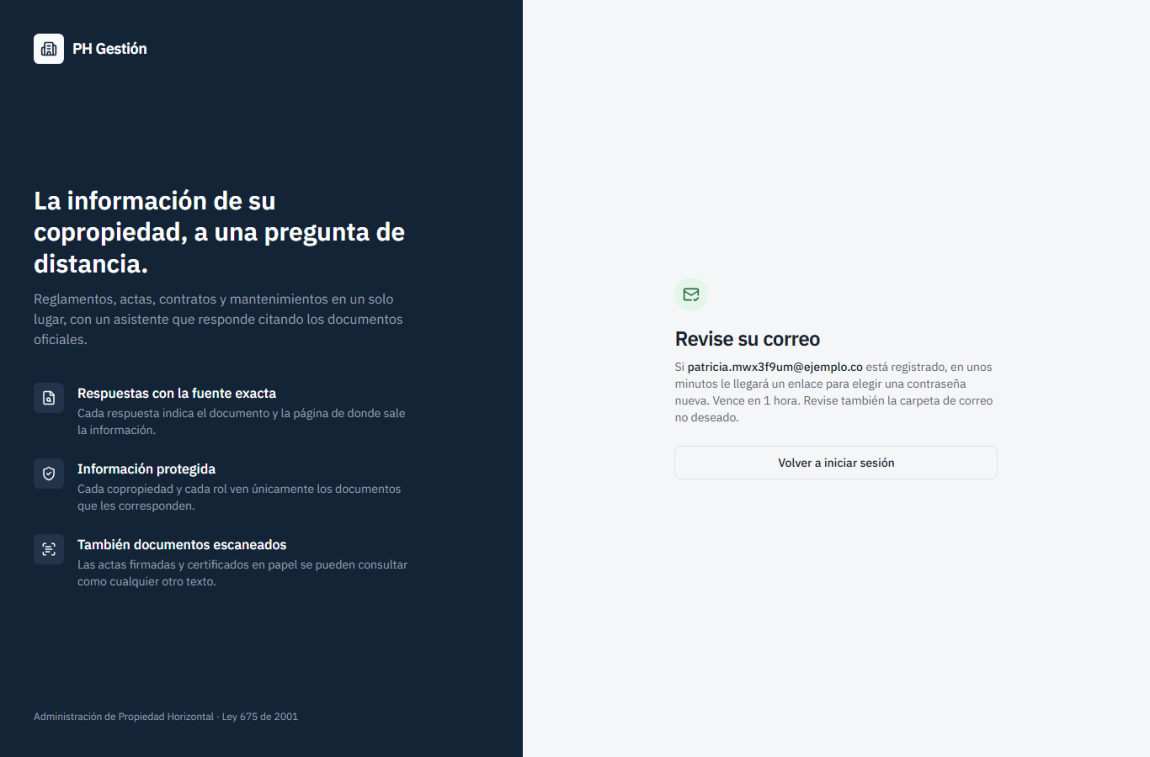 PH Gestión
La información de su
copropiedad, a una pregunta de
distancia.
Reglamentos, actas, contratos y mantenimientos en un solo
lugar, con un asistente que responde citando los documentos
oficiales.
Respuestas con la fuente exacta
Cada respuesta indica el documento y la página de donde sale
la información.
Información protegida
Cada copropiedad y cada rol ven únicamente los documentos
que les corresponden.
También documentos escaneados
Las actas firmadas y certificados en papel se pueden consultar
como cualquier otro texto.
Administración de Propiedad Horizontal · Ley 675 de 2001
Revise su correo
Si patricia.mwx3f9um@ejemplo.co está registrado, en unos
minutos le llegará un enlace para elegir una contraseña
nueva. Vence en 1 hora. Revise también la carpeta de correo
no deseado.
Volver a iniciar sesión